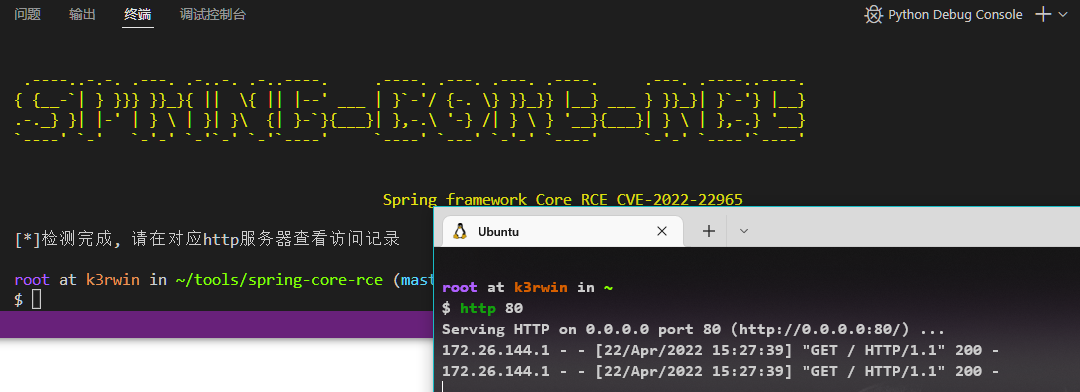 问题 输出 终端 调试控制台 Python Debug Console
SPRING-CORE-RCE
Spring framework Core RCE CVE-2022-22965
[*]检测完成, 请在对应http服务器查看访问记录
root at k3rwin in ~/tools/spring-core-rce (mast
$
Ubuntu
root at k3rwin in ~
$ http 80
Serving HTTP on 0.0.0.0 port 80 (http://0.0.0.0:80/) ...
172.26.144.1 - - [22/Apr/2022 15:27:39] "GET / HTTP/1.1" 200 -
172.26.144.1 - - [22/Apr/2022 15:27:39] "GET / HTTP/1.1" 200 -